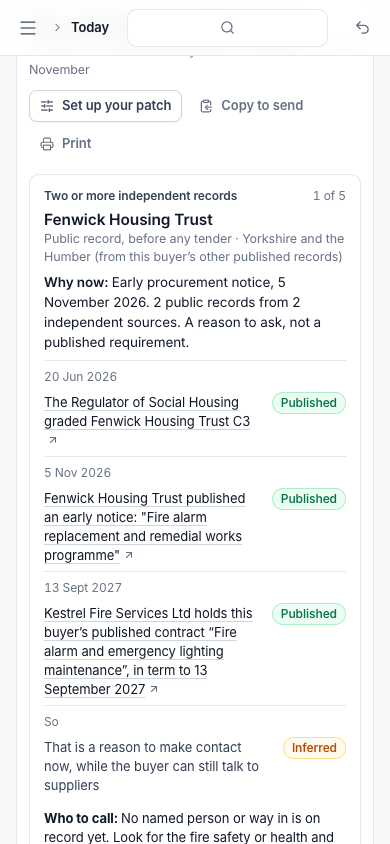 Today
November
Set up your patch
Copy to send
Print
Two or more independent records
1 of 5
Fenwick Housing Trust
Public record, before any tender · Yorkshire and the
Humber (from this buyer's other published records)
Why now: Early procurement notice, 5
November 2026. 2 public records from 2
independent sources. A reason to ask, not a
published requirement.
20 Jun 2026
The Regulator of Social Housing
graded Fenwick Housing Trust C3
↗
Published
5 Nov 2026
Fenwick Housing Trust published
an early notice: "Fire alarm
replacement and remedial works
programme" ↗
Published
13 Sept 2027
Kestrel Fire Services Ltd holds this
buyer's published contract “Fire
alarm and emergency lighting
maintenance”, in term to 13
September 2027 ↗
Published
So
That is a reason to make contact
now, while the buyer can still talk to
suppliers
Inferred
Who to call: No named person or way in is on
record yet. Look for the fire safety or health and